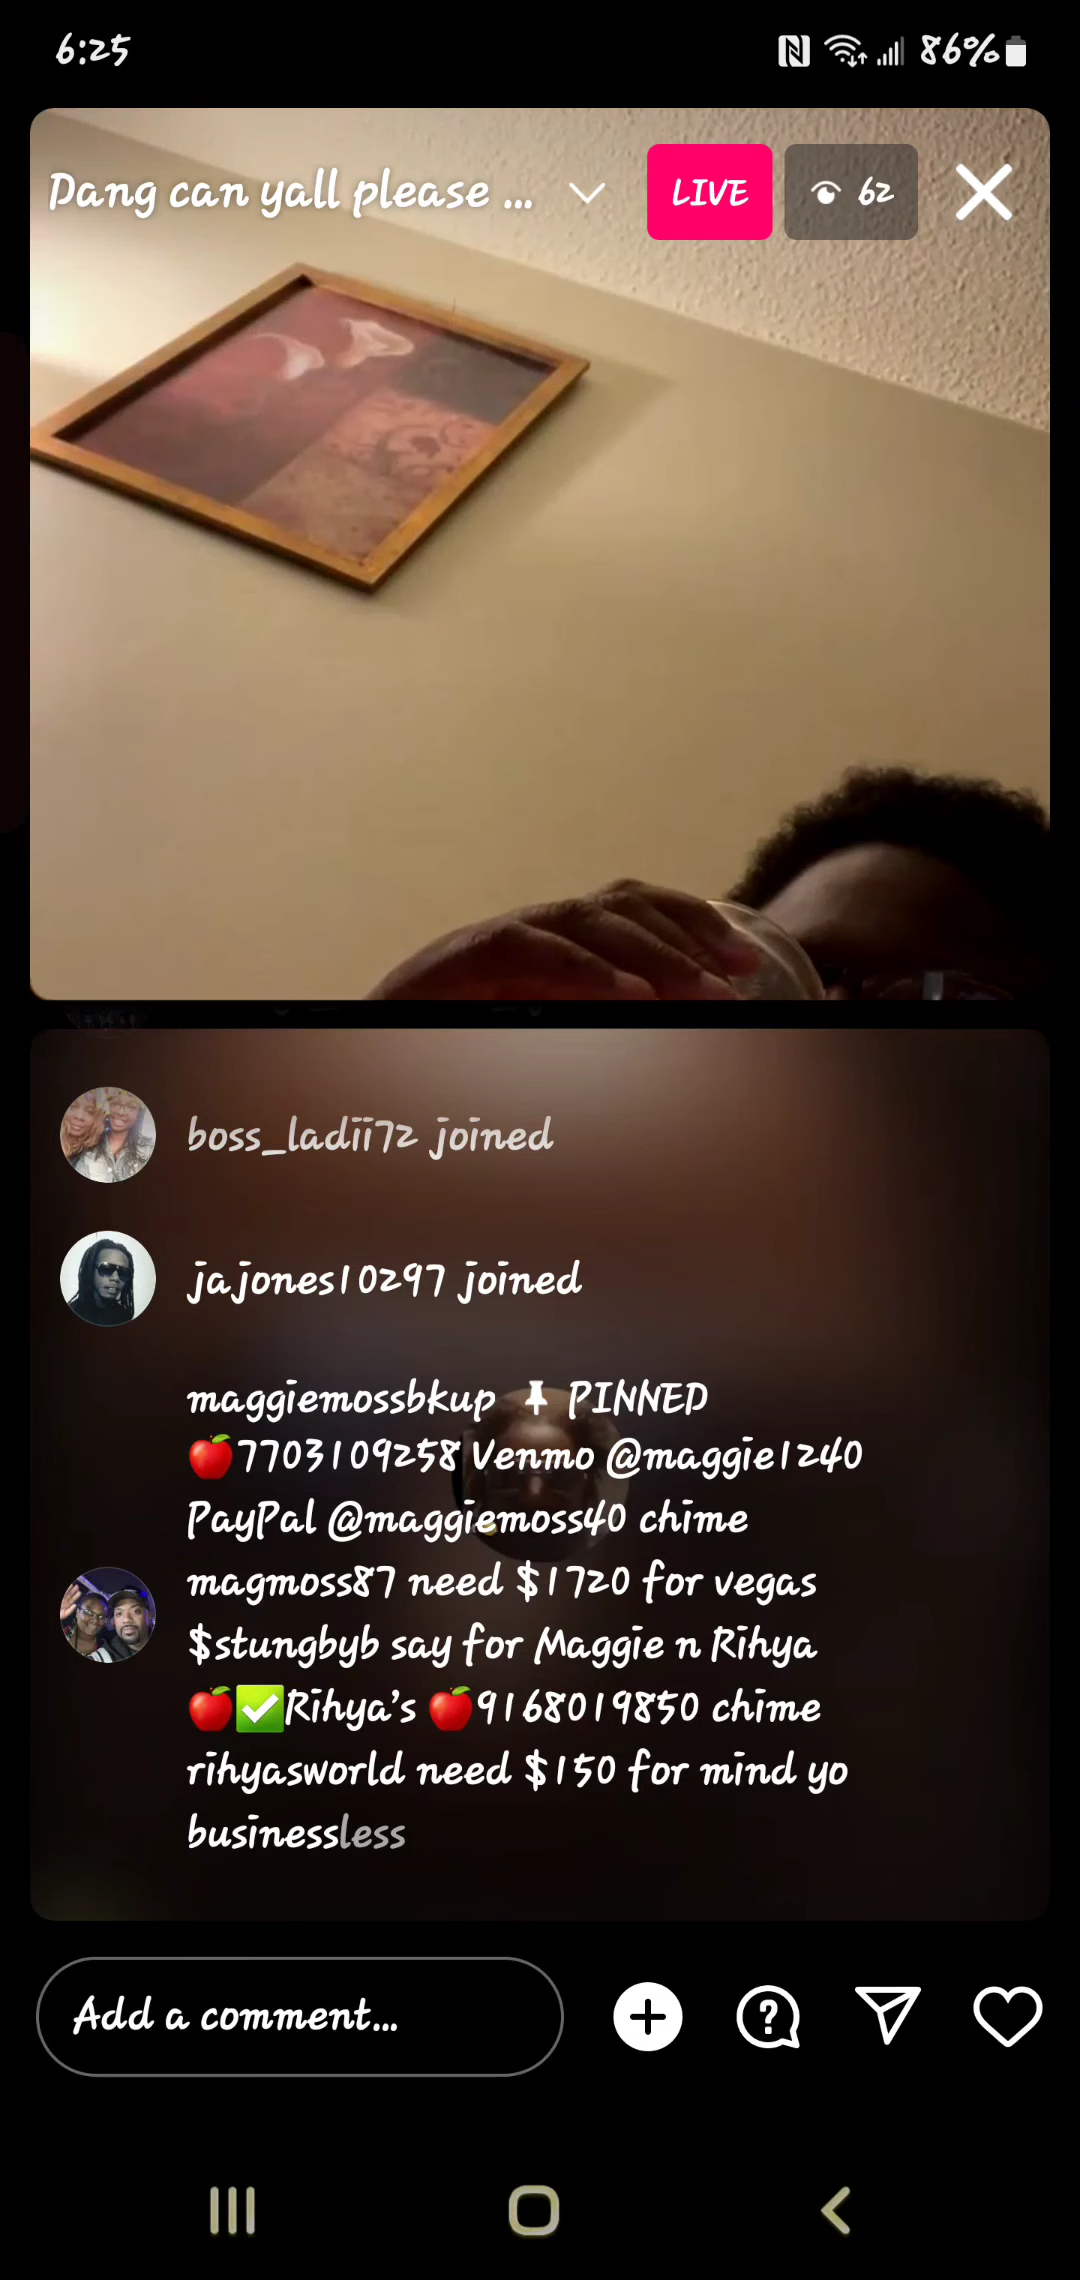 6:25 86%
Dang can yall please ... LIVE 62
boss_ladii72 joined
jajones10297 joined
maggiemossbkup 📌 PINNED
🍎7703109258 Venmo @maggie1240
PayPal @maggiemoss40 chime
magmoss87 need $1720 for vegas
$stungbyb say for Maggie n Rihya
🍎✅Rihya's 🍎9168019850 chime
rihyasworld need $150 for mind yo
businessless
Add a comment...